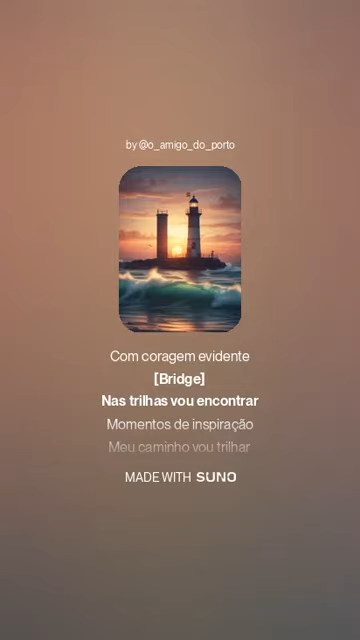 by @o_amigo_do_porto
Com coragem evidente
[Bridge]
Nas trilhas vou encontrar
Momentos de inspiração
Meu caminho vou trilhar
MADE WITH SUNO